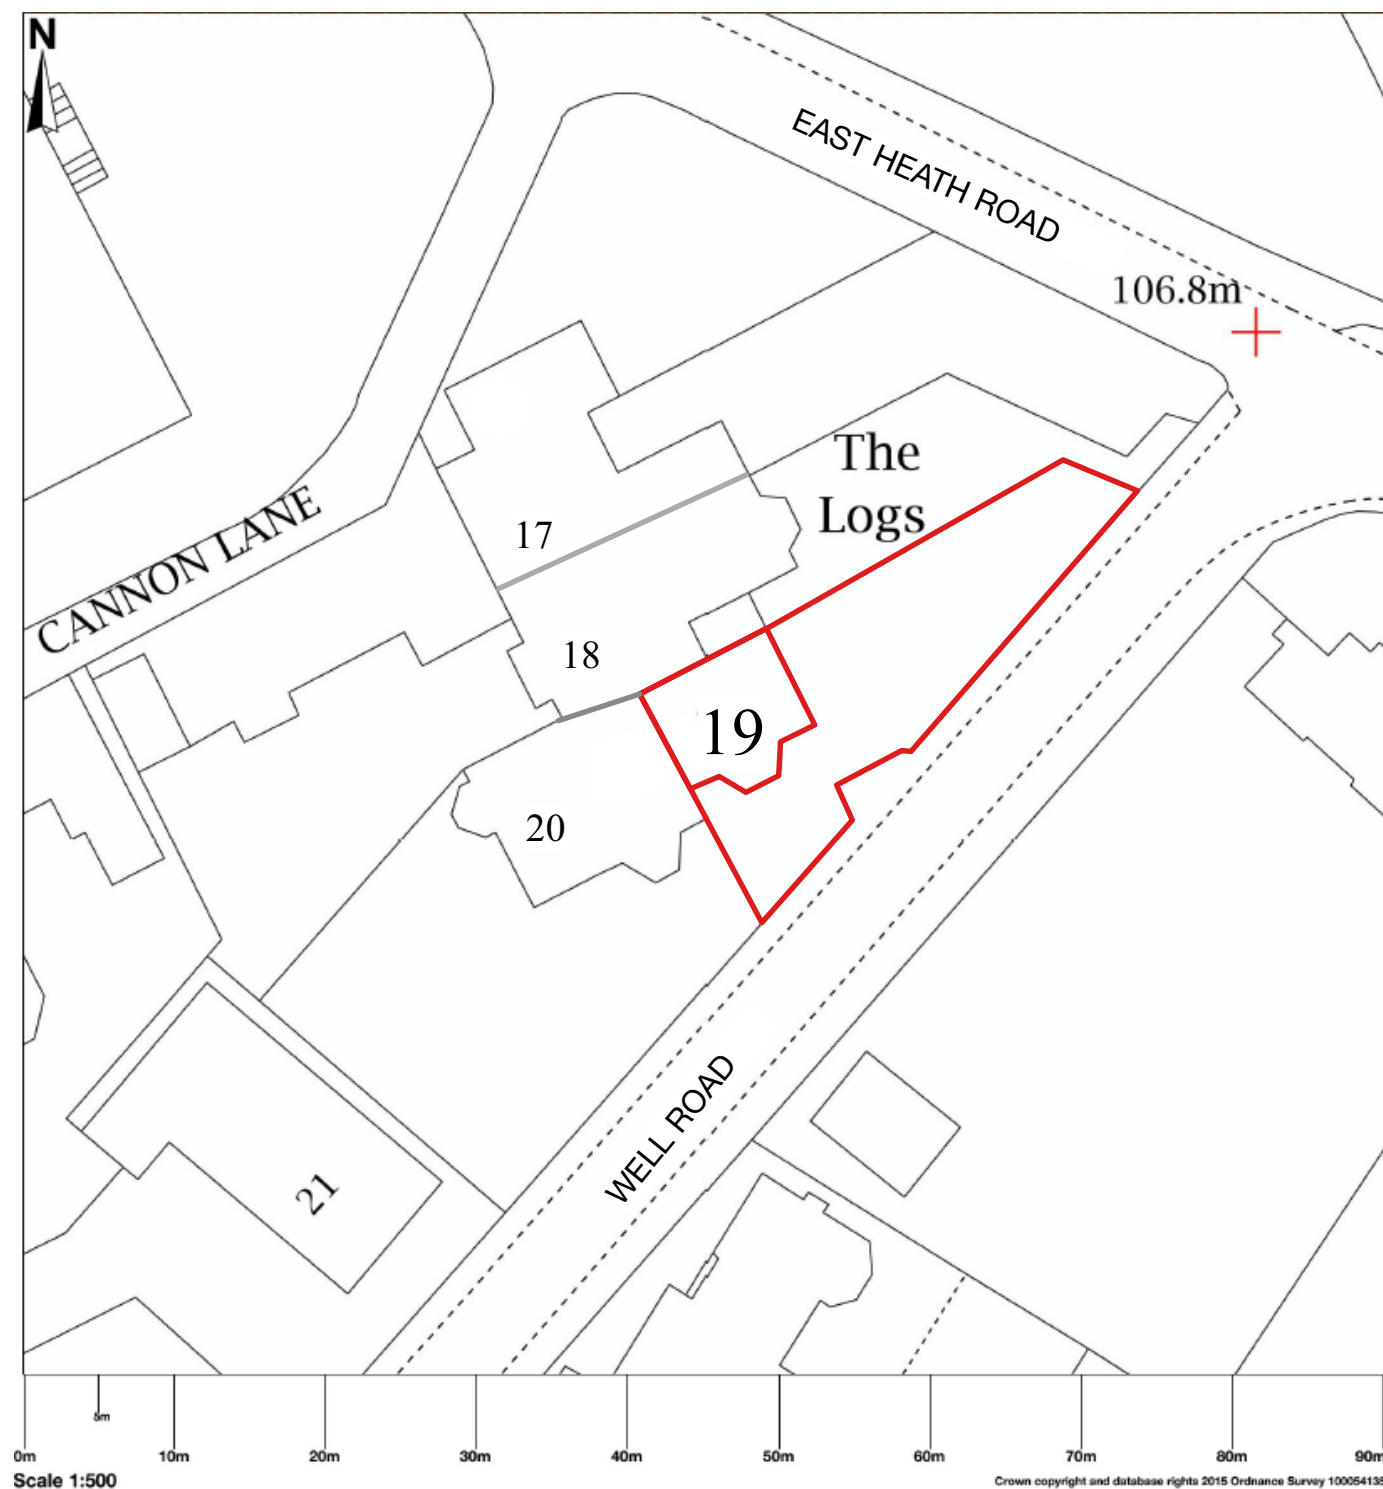 N
EAST HEATH ROAD
106.8m
The
Logs
17
CANNON LANE
18
19
20
WELL ROAD
21
5m
0m 10m 20m 30m 40m 50m 60m 70m 80m 90m
Scale 1:500
Crown copyright and database rights 2015 Ordnance Survey 100054135